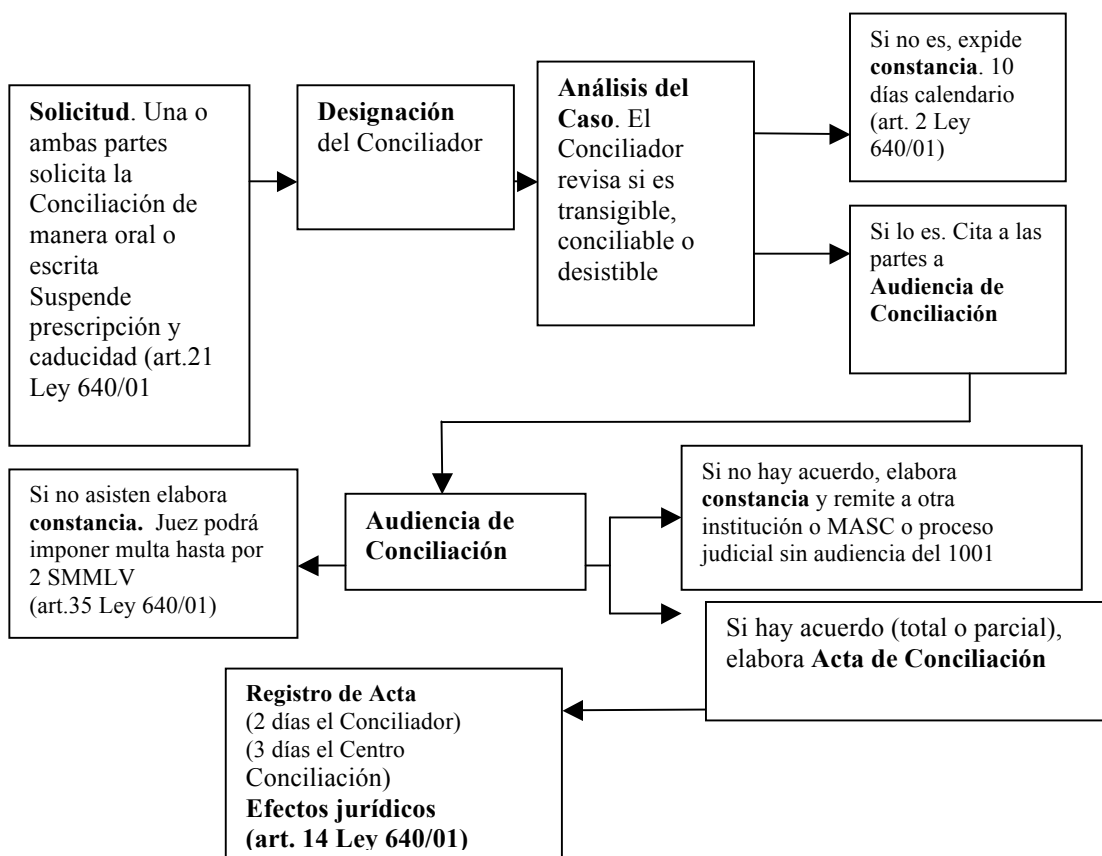 Solicitud. Una o
ambas partes
solicita la
Conciliación de
manera oral o
escrita
Suspende
prescripción y
caducidad (art.21
Ley 640/01
Designación
del Conciliador
Análisis del
Caso. El
Conciliador
revisa si es
transigible,
conciliable o
desistible
Si no es, expide
constancia. 10
días calendario
(art. 2 Ley
640/01)
Si lo es. Cita a las
partes a
Audiencia de
Conciliación
Si no asisten elabora
constancia. Juez podrá
imponer multa hasta por
2 SMMLV
(art.35 Ley 640/01)
Audiencia de
Conciliación
Si no hay acuerdo, elabora
constancia y remite a otra
institución o MASC o proceso
judicial sin audiencia del 1001
Si hay acuerdo (total o parcial),
elabora Acta de Conciliación
Registro de Acta
(2 días el Conciliador)
(3 días el Centro
Conciliación)
Efectos jurídicos
(art. 14 Ley 640/01)